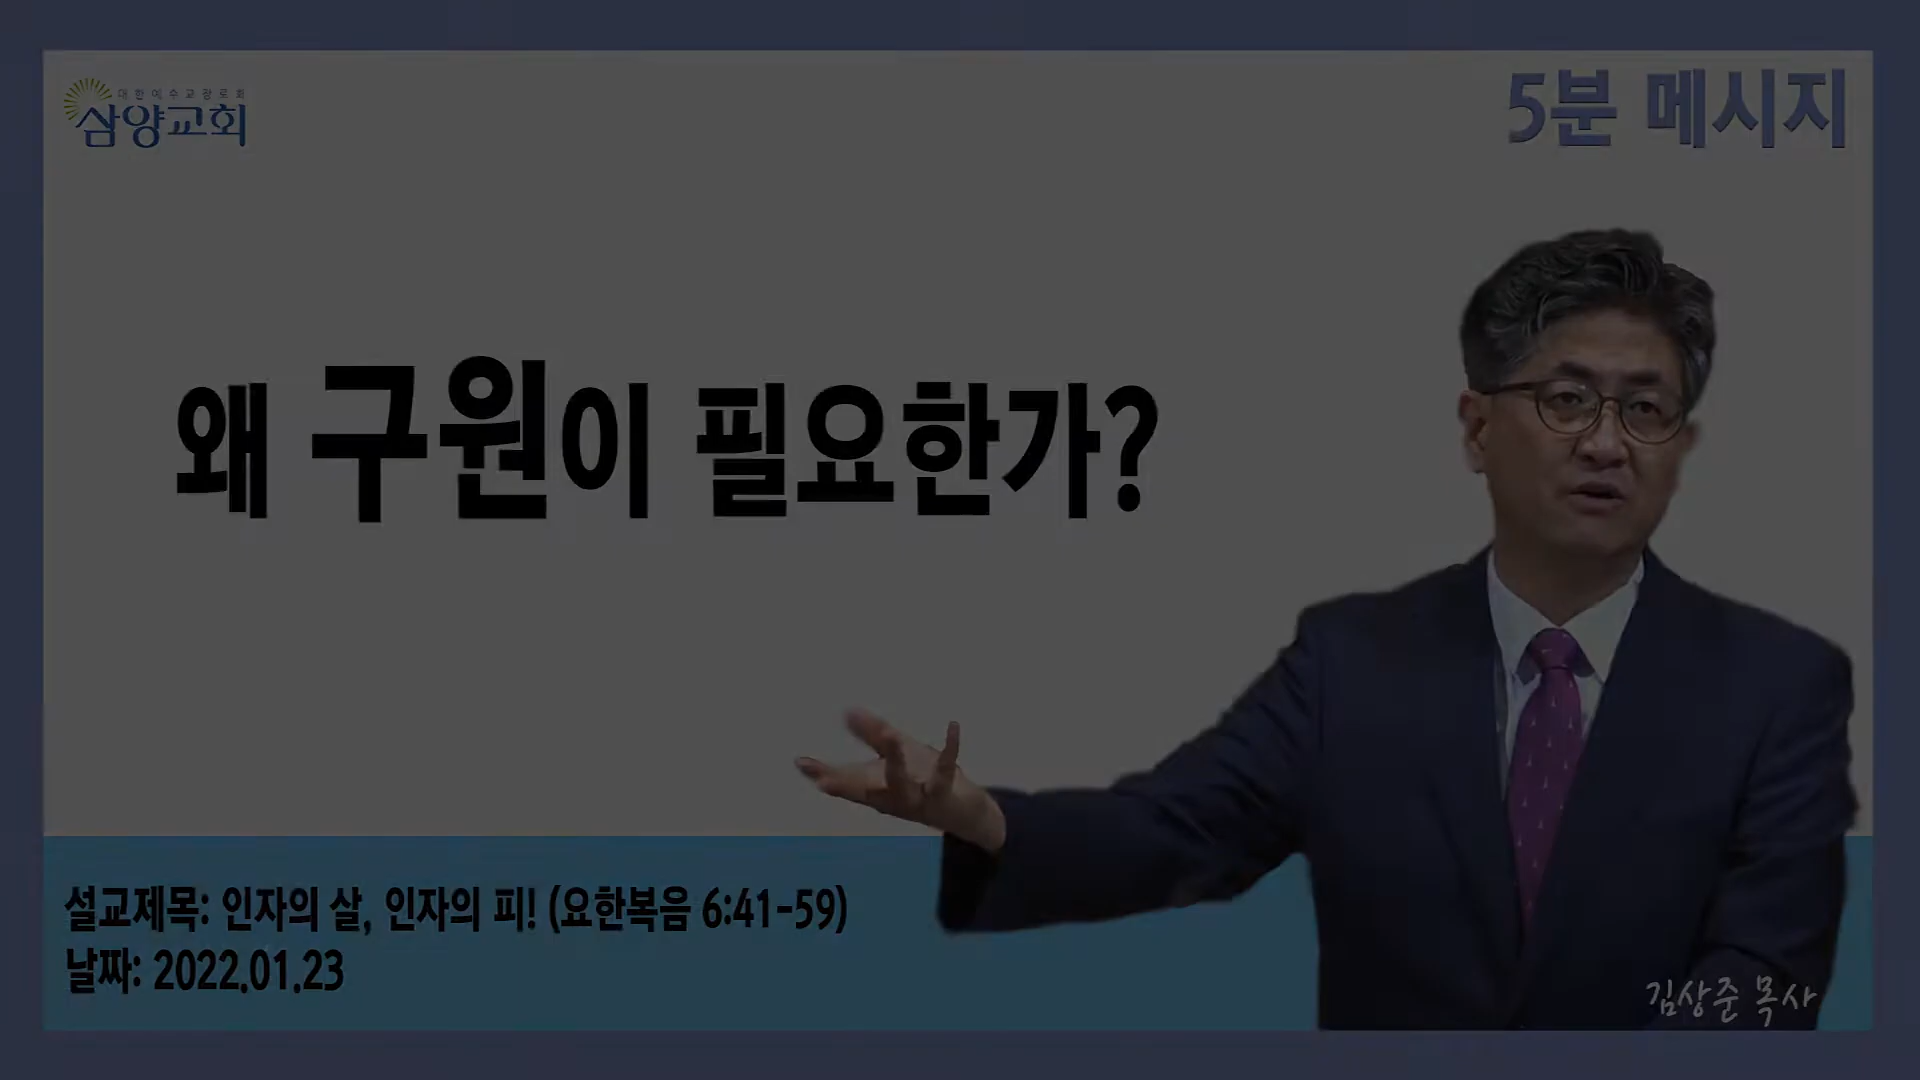 대한예수교장로회
삼양교회
5분 메시지
왜 구원이 필요한가?
설교제목: 인자의 살, 인자의 피! (요한복음 6:41-59)
날짜: 2022.01.23
김상준 목사